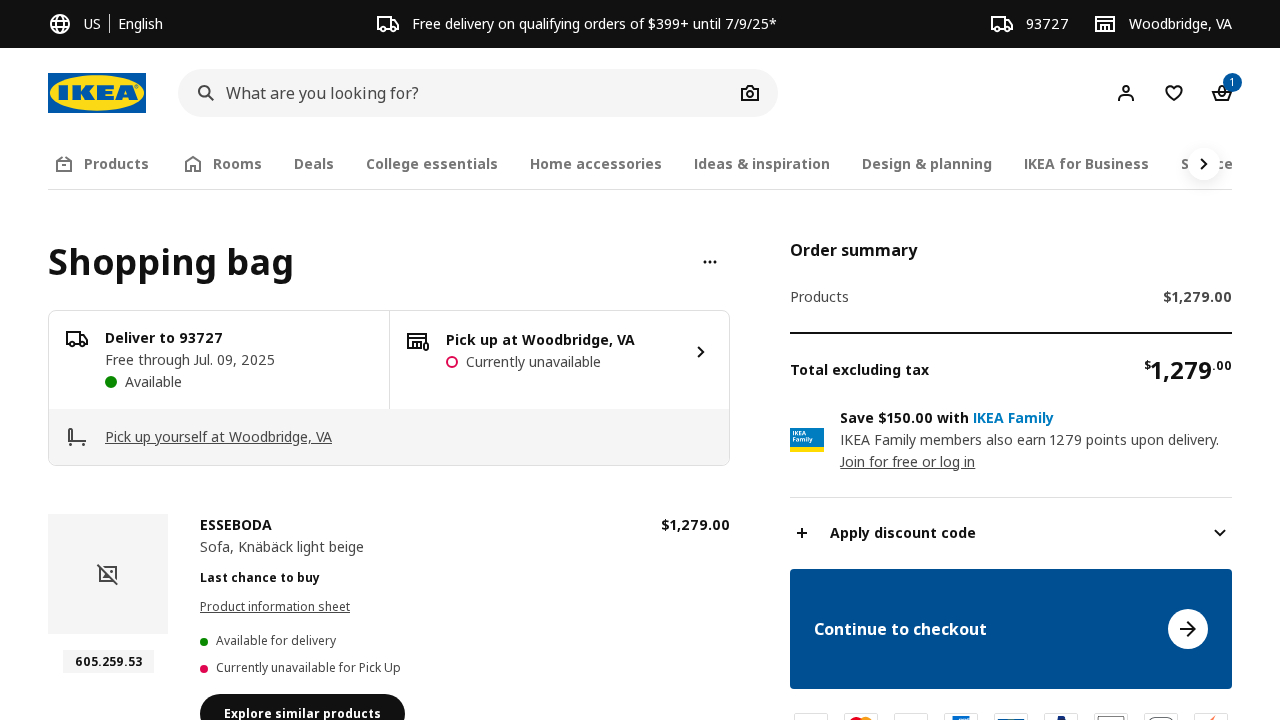 US | English
Free delivery on qualifying orders of $399+ until 7/9/25*
93727
Woodbridge, VA
IKEA
What are you looking for?
1
Products
Rooms
Deals
College essentials
Home accessories
Ideas & inspiration
Design & planning
IKEA for Business
Shopping bag
Deliver to 93727
Free through Jul. 09, 2025
Available
Pick up at Woodbridge, VA
Currently unavailable
Pick up yourself at Woodbridge, VA
ESSEBODA
$1,279.00
Sofa, Knäbäck light beige
Last chance to buy
Product information sheet
Available for delivery
605.259.53
Currently unavailable for Pick Up
Explore similar products
Order summary
Products
$1,279.00
Total excluding tax
$1,279.00
IKEA
Family
Save $150.00 with IKEA Family
IKEA Family members also earn 1279 points upon delivery.
Join for free or log in
Apply discount code
Continue to checkout